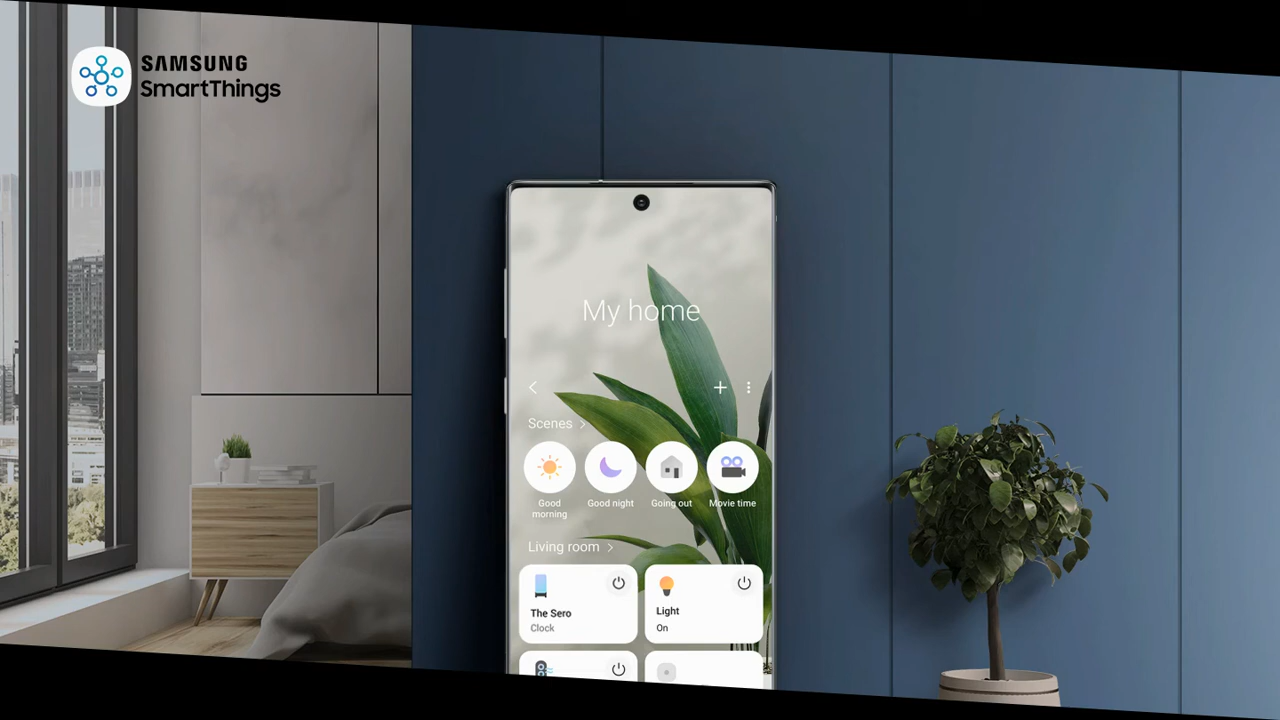 SAMSUNG
SmartThings
My home
Scenes
Good morning
Good night
Going out
Movie time
Living room
The Sero
Clock
Light
On